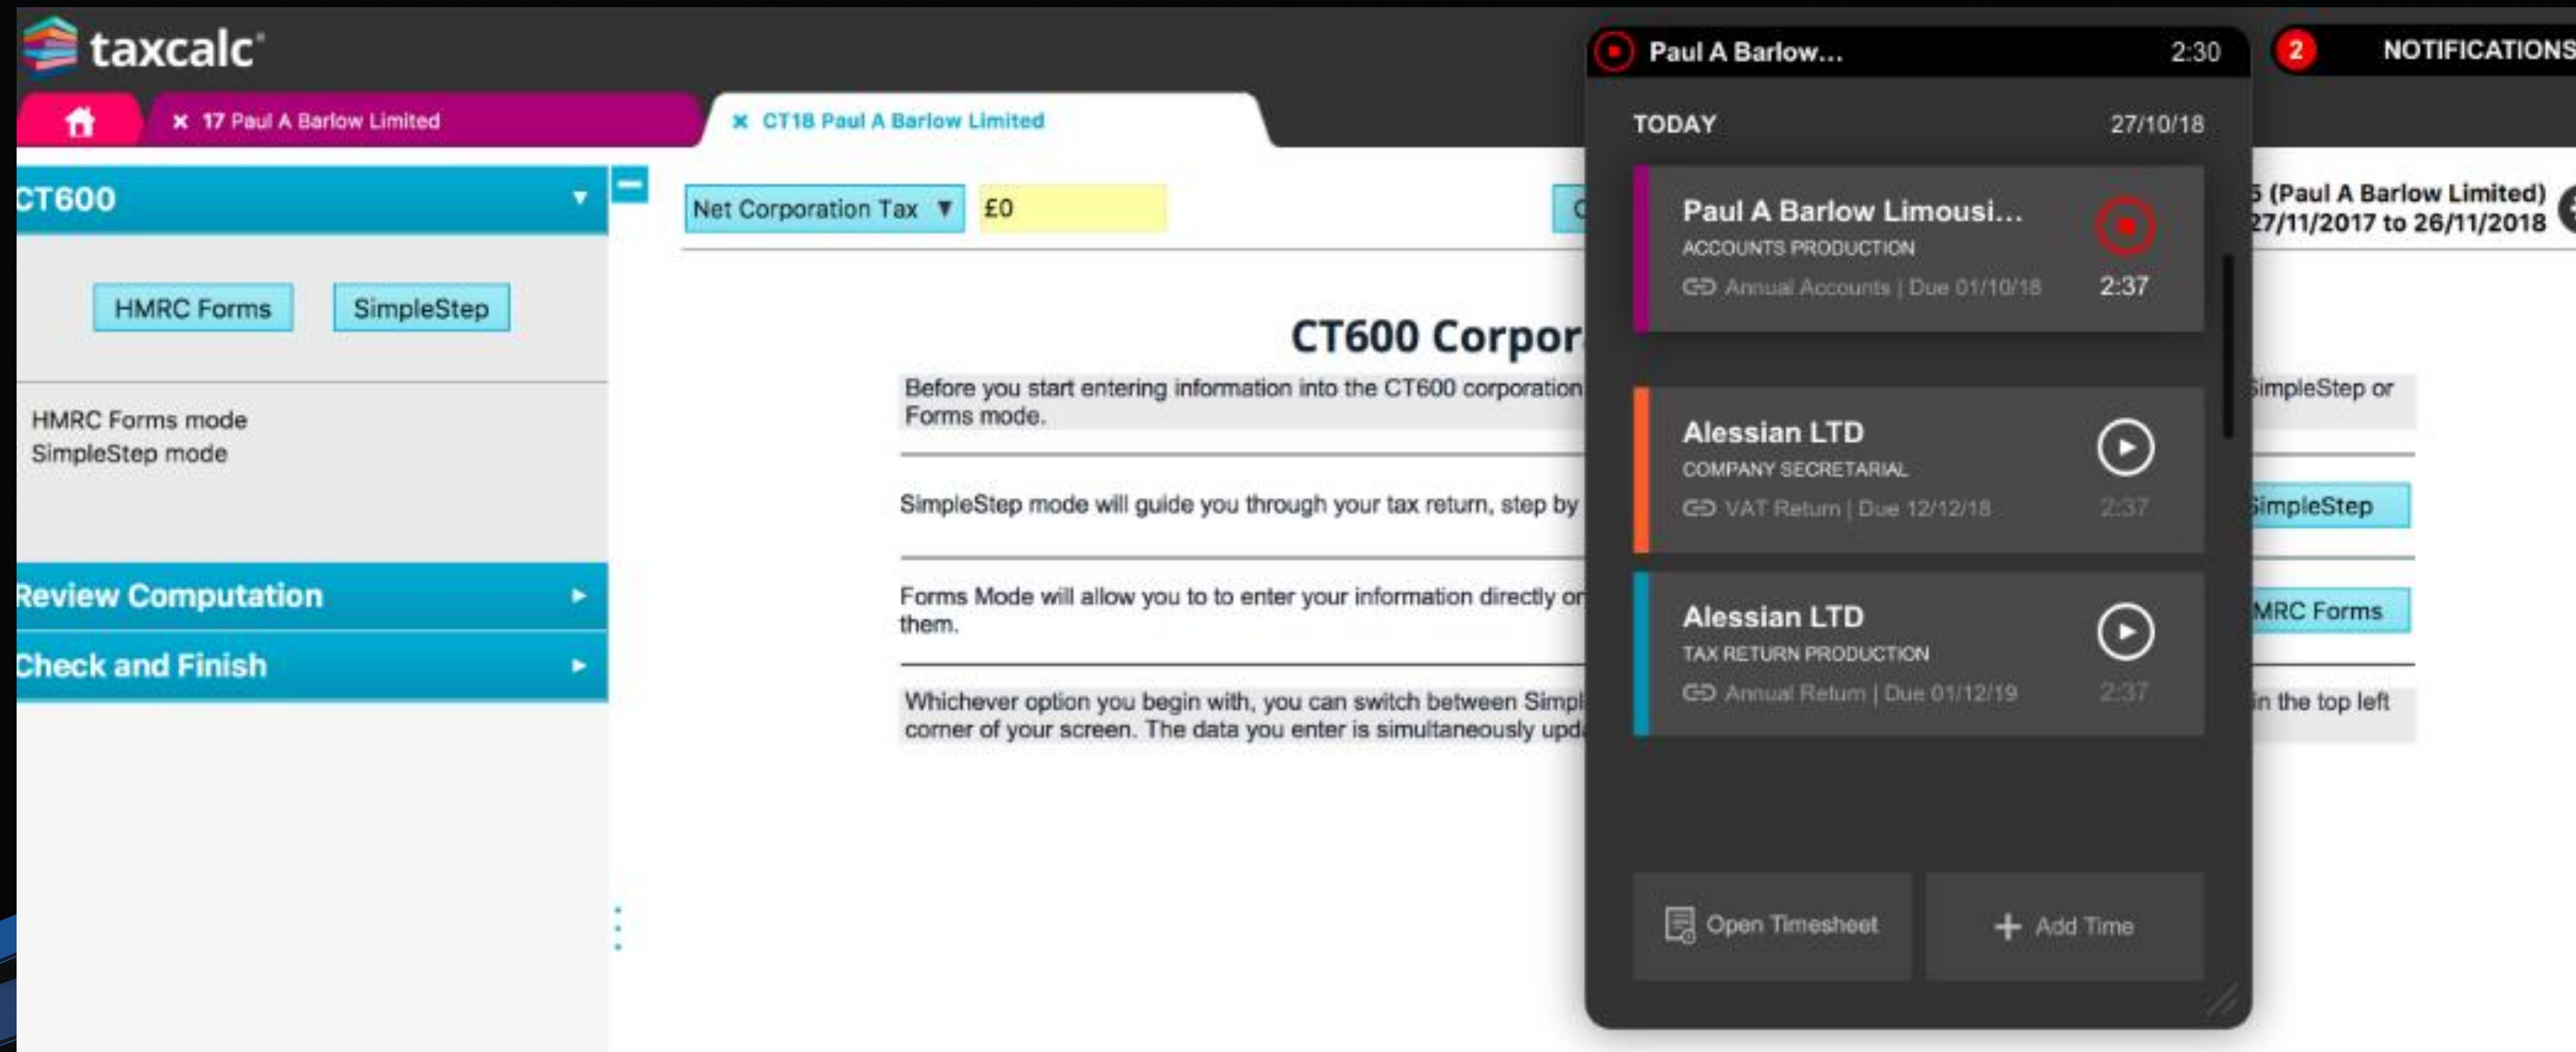 taxcalc
Paul A Barlow... 2:30
2 NOTIFICATIONS
× 17 Paul A Barlow Limited
× CT18 Paul A Barlow Limited
TODAY 27/10/18
CT600
Net Corporation Tax ▼ £0
(Paul A Barlow Limited)
27/11/2017 to 26/11/2018
HMRC Forms SimpleStep
HMRC Forms mode
SimpleStep mode
Review Computation
Check and Finish
CT600 Corpor
Before you start entering information into the CT600 corporation
SimpleStep or
Forms mode.
SimpleStep mode will guide you through your tax return, step by
SimpleStep
Forms Mode will allow you to to enter your information directly or
MRC Forms
them.
Whichever option you begin with, you can switch between Simpl
in the top left
corner of your screen. The data you enter is simultaneously upda
Paul A Barlow Limousi...
ACCOUNTS PRODUCTION
Annual Accounts | Due 01/10/18 2:37
Alessian LTD
COMPANY SECRETARIAL
VAT Return | Due 12/12/18 2:37
Alessian LTD
TAX RETURN PRODUCTION
Annual Return | Due 01/12/19 2:37
Open Timesheet + Add Time